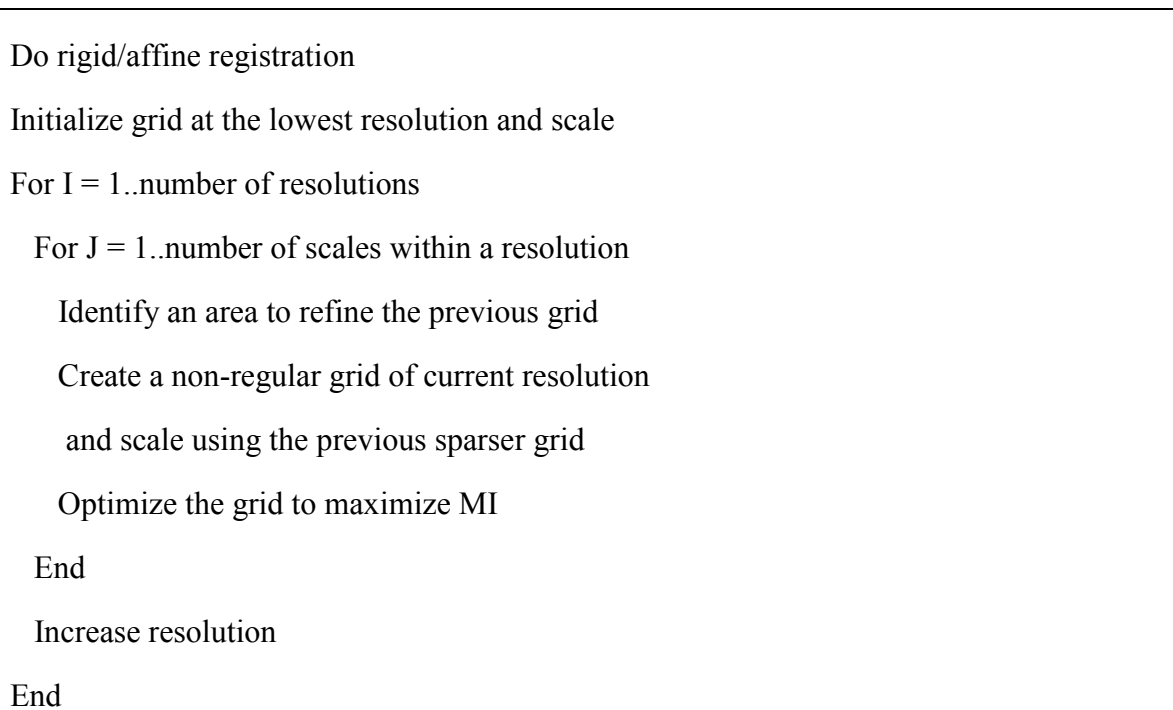 Do rigid/affine registration
Initialize grid at the lowest resolution and scale
For I = 1..number of resolutions
For J = 1..number of scales within a resolution
Identify an area to refine the previous grid
Create a non-regular grid of current resolution
and scale using the previous sparser grid
Optimize the grid to maximize MI
End
Increase resolution
End